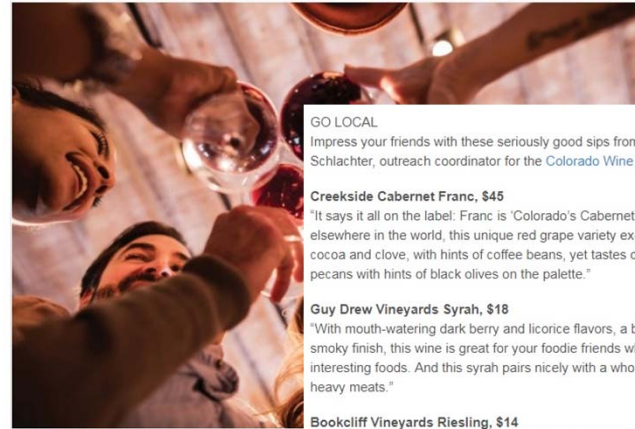 GO LOCAL
Impress your friends with these seriously good sips from
Schlachter, outreach coordinator for the Colorado Wine
Creekside Cabernet Franc, $45
“It says it all on the label: Franc is ‘Colorado’s Cabernet
elsewhere in the world, this unique red grape variety
cocoa and clove, with hints of coffee beans, yet tastes
pecans with hints of black olives on the palette.”
Guy Drew Vineyards Syrah, $18
“With mouth-watering dark berry and licorice flavors, a
smoky finish, this wine is great for your foodie friends
interesting foods. And this syrah pairs nicely with a
heavy meats.”
Bookcliff Vineyards Riesling, $14